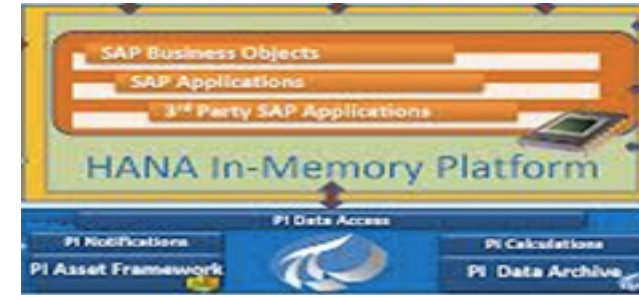 SAP Business Objects
SAP Applications
3rd Party SAP Applications
HANA In-Memory Platform
PI Data Access
PI Notifications
PI Calculations
PI Asset Framework
PI Data Archive